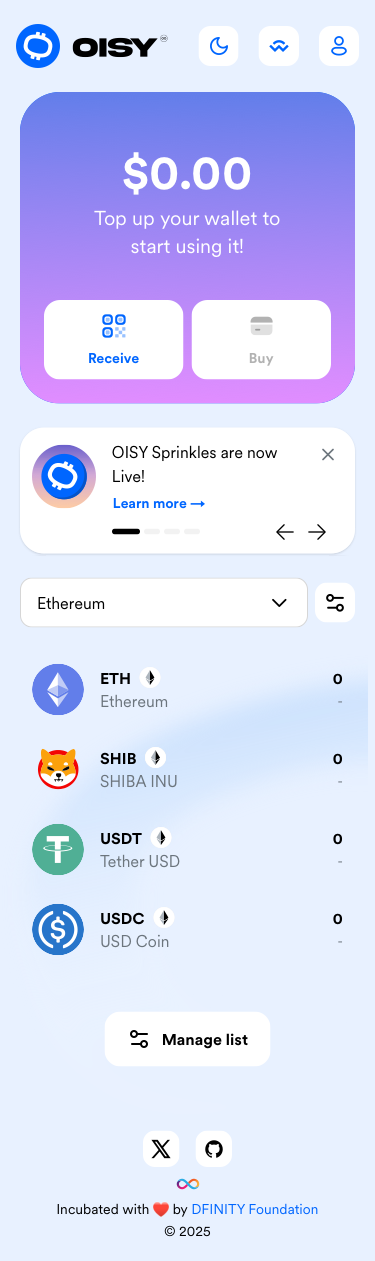 OISY
$0.00
Top up your wallet to
start using it!
Receive
Buy
OISY Sprinkles are now
Live!
Learn more →
Ethereum
ETH
0
Ethereum
-
SHIB
0
SHIBA INU
-
USDT
0
Tether USD
-
USDC
0
USD Coin
-
Manage list
Incubated with ❤️ by DFINITY Foundation
© 2025